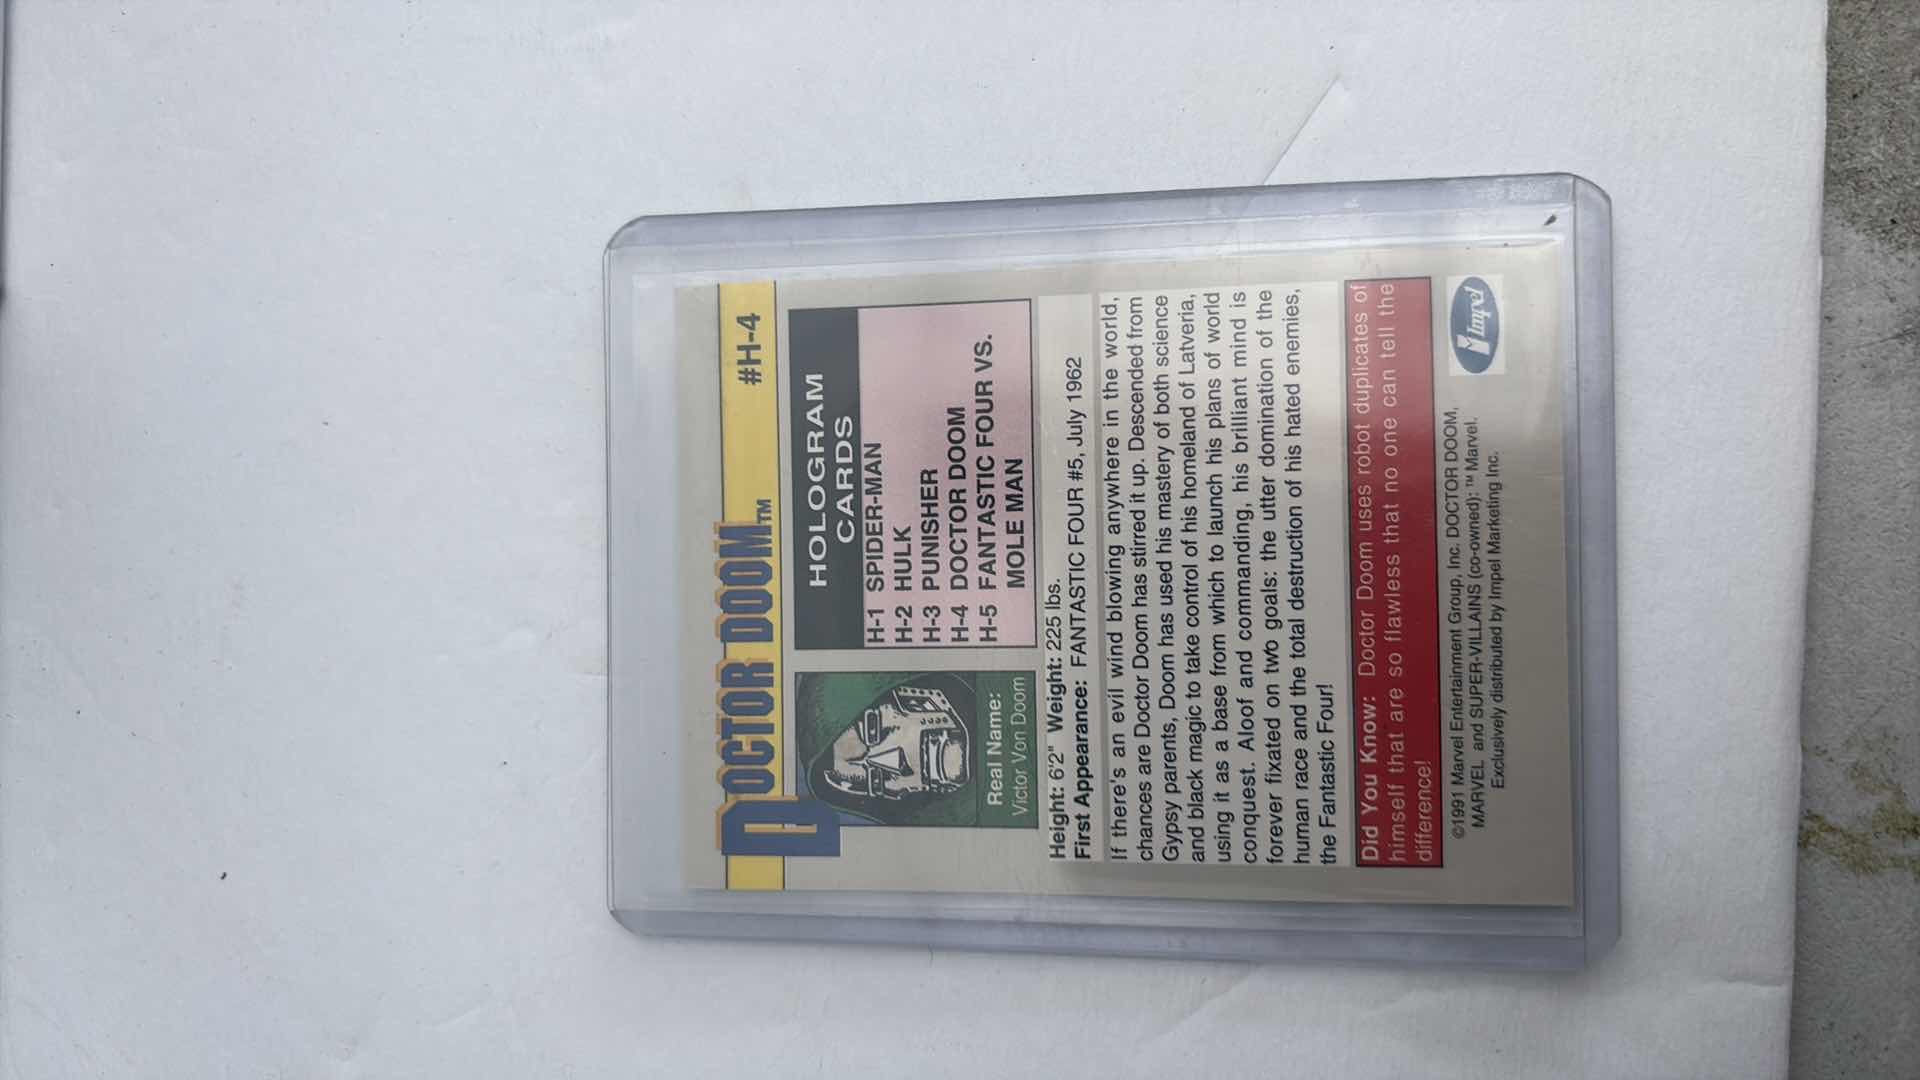 DOCTOR DOOM™ #H-4
HOLOGRAM
CARDS
H-1 SPIDER-MAN
H-2 HULK
H-3 PUNISHER
H-4 DOCTOR DOOM
H-5 FANTASTIC FOUR VS.
MOLE MAN
Real Name:
Victor Von Doom
Height: 6'2" Weight: 225 lbs.
First Appearance: FANTASTIC FOUR #5, July 1962
If there's an evil wind blowing anywhere in the world,
chances are Doctor Doom has stirred it up. Descended from
Gypsy parents, Doom has used his mastery of both science
and black magic to take control of his homeland of Latveria,
using it as a base from which to launch his plans of world
conquest. Aloof and commanding, his brilliant mind is
forever fixated on two goals: the utter domination of the
human race and the total destruction of his hated enemies,
the Fantastic Four!
Did You Know: Doctor Doom uses robot duplicates of
himself that are so flawless that no one can tell the
difference!
©1991 Marvel Entertainment Group, Inc. DOCTOR DOOM,
MARVEL and SUPER-VILLAINS (co-owned): ™ Marvel.
Exclusively distributed by Impel Marketing Inc.
Impel